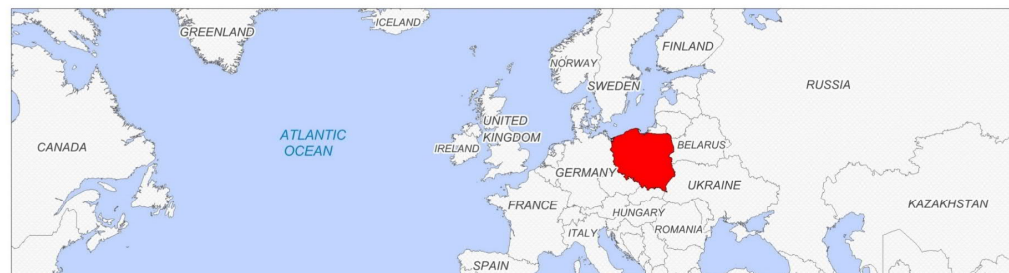 GREENLAND
ICELAND
FINLAND
NORWAY
SWEDEN
RUSSIA
CANADA
ATLANTIC
OCEAN
UNITED
KINGDOM
IRELAND
BELARUS
GERMANY
UKRAINE
FRANCE
HUNGARY
KAZAKHSTAN
ITALY
ROMANIA
SPAIN